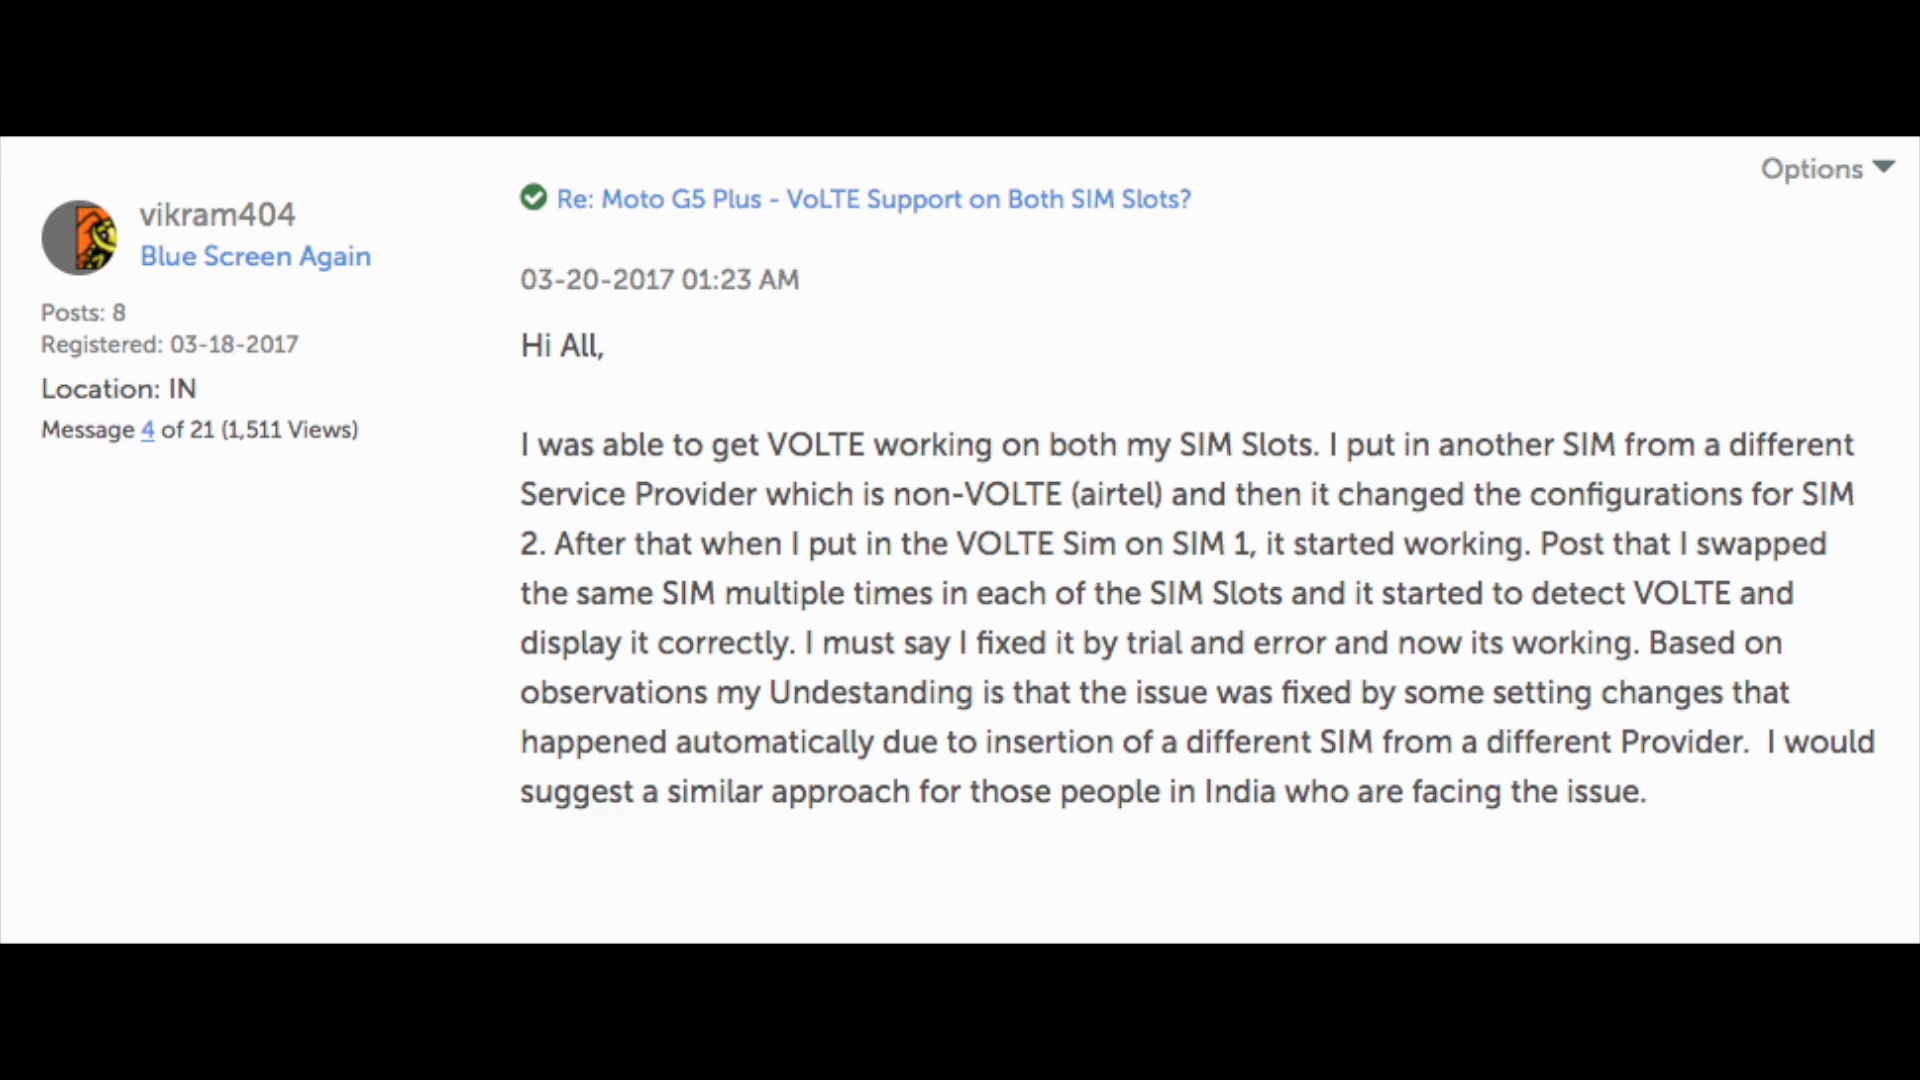 Options
vikram404
Blue Screen Again
Posts: 8
Registered: 03-18-2017
Location: IN
Message 4 of 21 (1,511 Views)
Re: Moto G5 Plus - VoLTE Support on Both SIM Slots?
03-20-2017 01:23 AM
Hi All,
I was able to get VOLTE working on both my SIM Slots. I put in another SIM from a different
Service Provider which is non-VOLTE (airtel) and then it changed the configurations for SIM
2. After that when I put in the VOLTE Sim on SIM 1, it started working. Post that I swapped
the same SIM multiple times in each of the SIM Slots and it started to detect VOLTE and
display it correctly. I must say I fixed it by trial and error and now its working. Based on
observations my Undestanding is that the issue was fixed by some setting changes that
happened automatically due to insertion of a different SIM from a different Provider.  I would
suggest a similar approach for those people in India who are facing the issue.